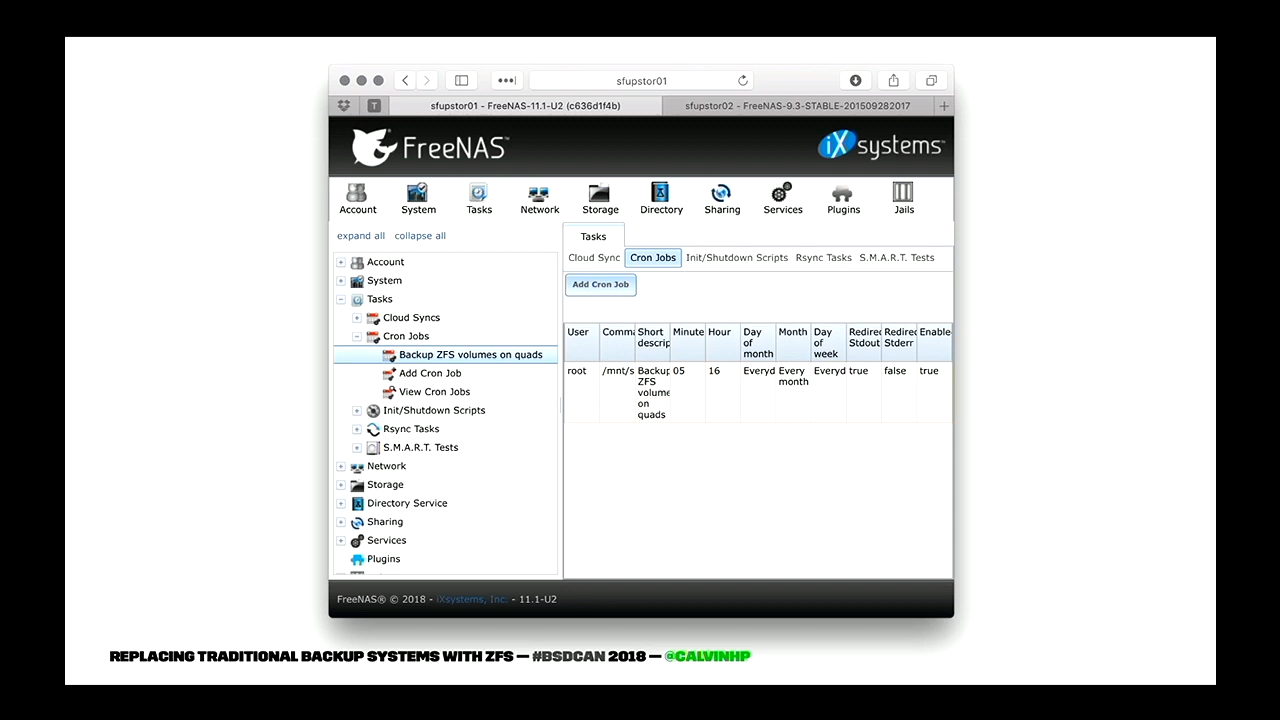 sfupstor01
T
sfupstor01 - FreeNAS-11.1-U2 (c636d1f4b)
sfupstor02 - FreeNAS-9.3-STABLE-201509282017
FreeNAS™
iX systems™
Account System Tasks Network Storage Directory Sharing Services Plugins Jails
expand all collapse all
Account
System
Tasks
Cloud Syncs
Cron Jobs
Backup ZFS volumes on quads
Add Cron Job
View Cron Jobs
Init/Shutdown Scripts
Rsync Tasks
S.M.A.R.T. Tests
Network
Storage
Directory Service
Sharing
Services
Plugins
Tasks
Cloud Sync Cron Jobs Init/Shutdown Scripts Rsync Tasks S.M.A.R.T. Tests
Add Cron Job
User Comma Short Minute Hour Day Month Day Redirec Redirec Enable
descrip of of Stdout Stderr
month week
root /mnt/s Backup 05 16 Everyd Every Everyd true false true
ZFS month
volume
on
quads
FreeNAS® © 2018 - iXsystems, Inc. - 11.1-U2
REPLACING TRADITIONAL BACKUP SYSTEMS WITH ZFS — #BSDCAN 2018 — @CALVINHP